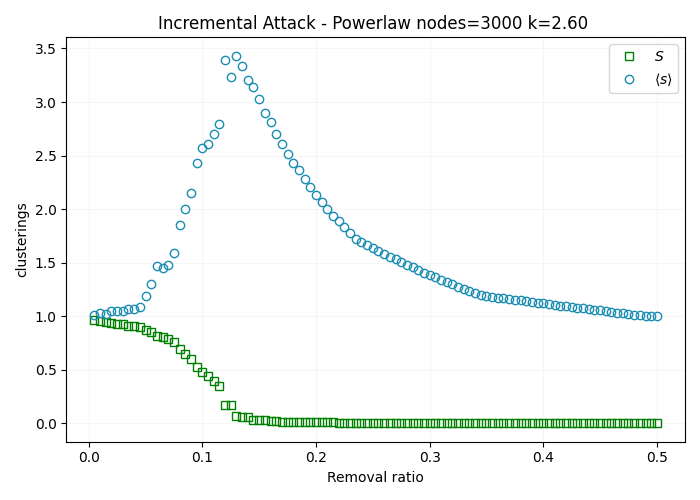 Incremental Attack - Powerlaw nodes=3000 k=2.60
S
⟨s⟩
clusterings
3.5
3.0
2.5
2.0
1.5
1.0
0.5
0.0
0.0 0.1 0.2 0.3 0.4 0.5
Removal ratio